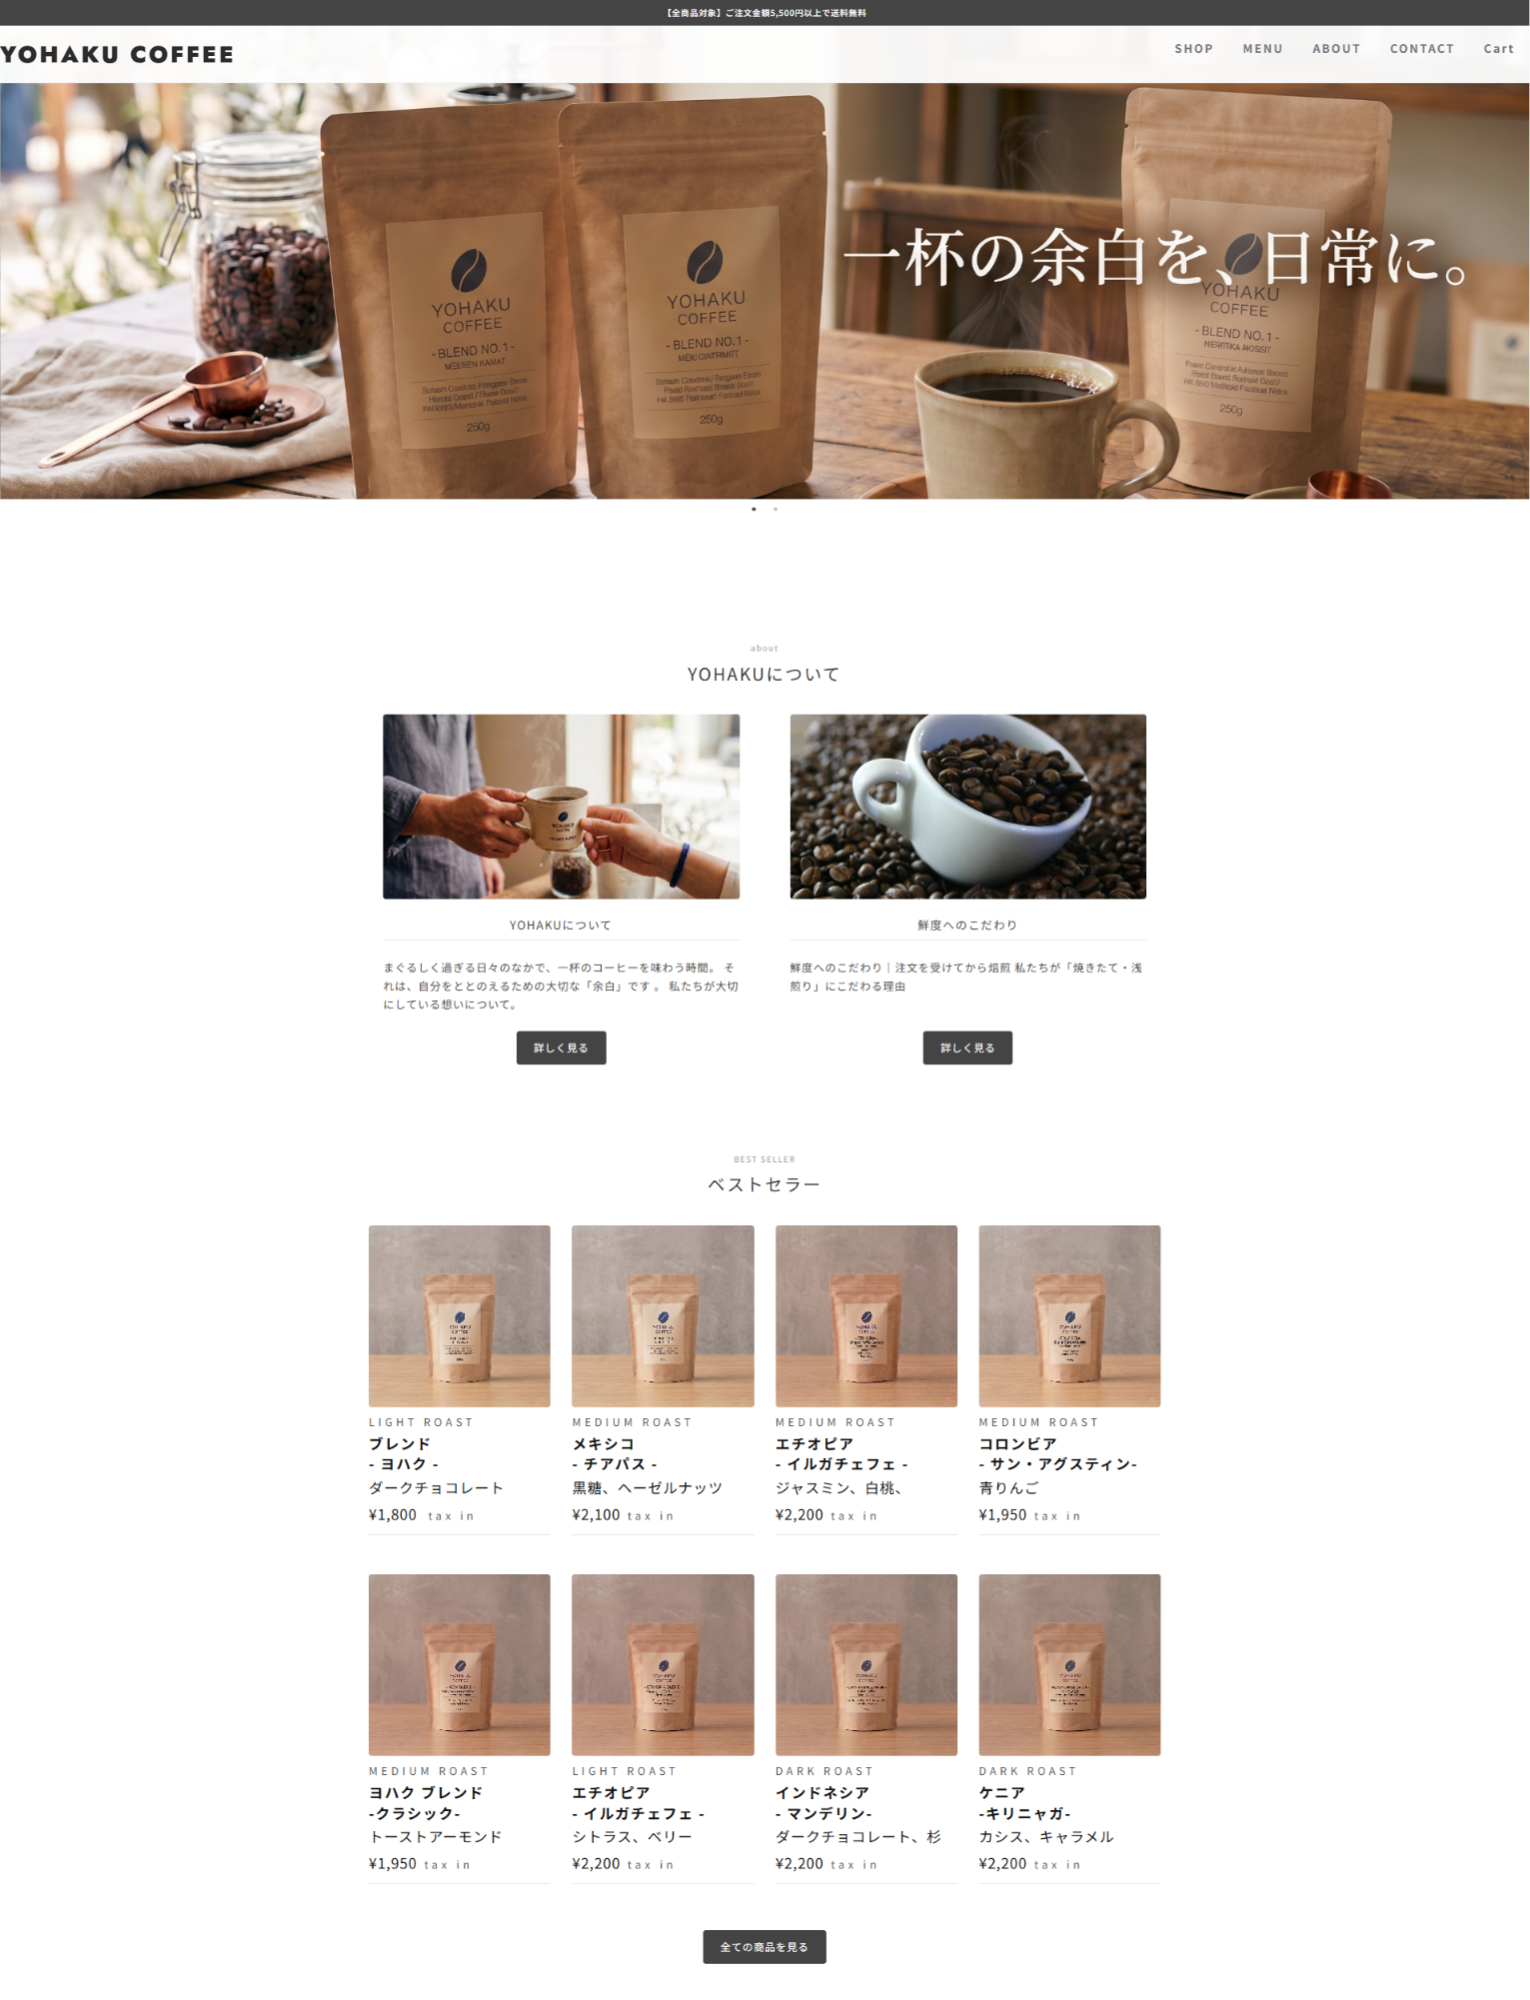 【全商品対象】ご注文金額5,500円以上で送料無料
YOHAKU COFFEE
SHOP MENU ABOUT CONTACT Cart
一杯の余白を、日常に。
YOHAKU
COFFEE
- BLEND NO.1 -
250g
YOHAKU
COFFEE
- BLEND NO.1 -
250g
YOHAKU
COFFEE
- BLEND NO.1 -
250g
about
YOHAKUについて
YOHAKUについて
まぐるしく過ぎる日々のなかで、一杯のコーヒーを味わう時間。 そ
れは、自分をととのえるための大切な「余白」です 。 私たちが大切
にしている想いについて。
詳しく見る
鮮度へのこだわり
鮮度へのこだわり｜注文を受けてから焙煎 私たちが「焼きたて・浅
煎り」にこだわる理由
詳しく見る
BEST SELLER
ベストセラー
LIGHT ROAST
ブレンド
- ヨハク -
ダークチョコレート
¥1,800 tax in
MEDIUM ROAST
メキシコ
- チアパス -
黒糖、ヘーゼルナッツ
¥2,100 tax in
MEDIUM ROAST
エチオピア
- イルガチェフェ -
ジャスミン、白桃、
¥2,200 tax in
MEDIUM ROAST
コロンビア
- サン・アグスティン-
青りんご
¥1,950 tax in
MEDIUM ROAST
ヨハク ブレンド
-クラシック-
トーストアーモンド
¥1,950 tax in
LIGHT ROAST
エチオピア
- イルガチェフェ -
シトラス、ベリー
¥2,200 tax in
DARK ROAST
インドネシア
- マンデリン-
ダークチョコレート、杉
¥2,200 tax in
DARK ROAST
ケニア
-キリニャガ-
カシス、キャラメル
¥2,200 tax in
全ての商品を見る